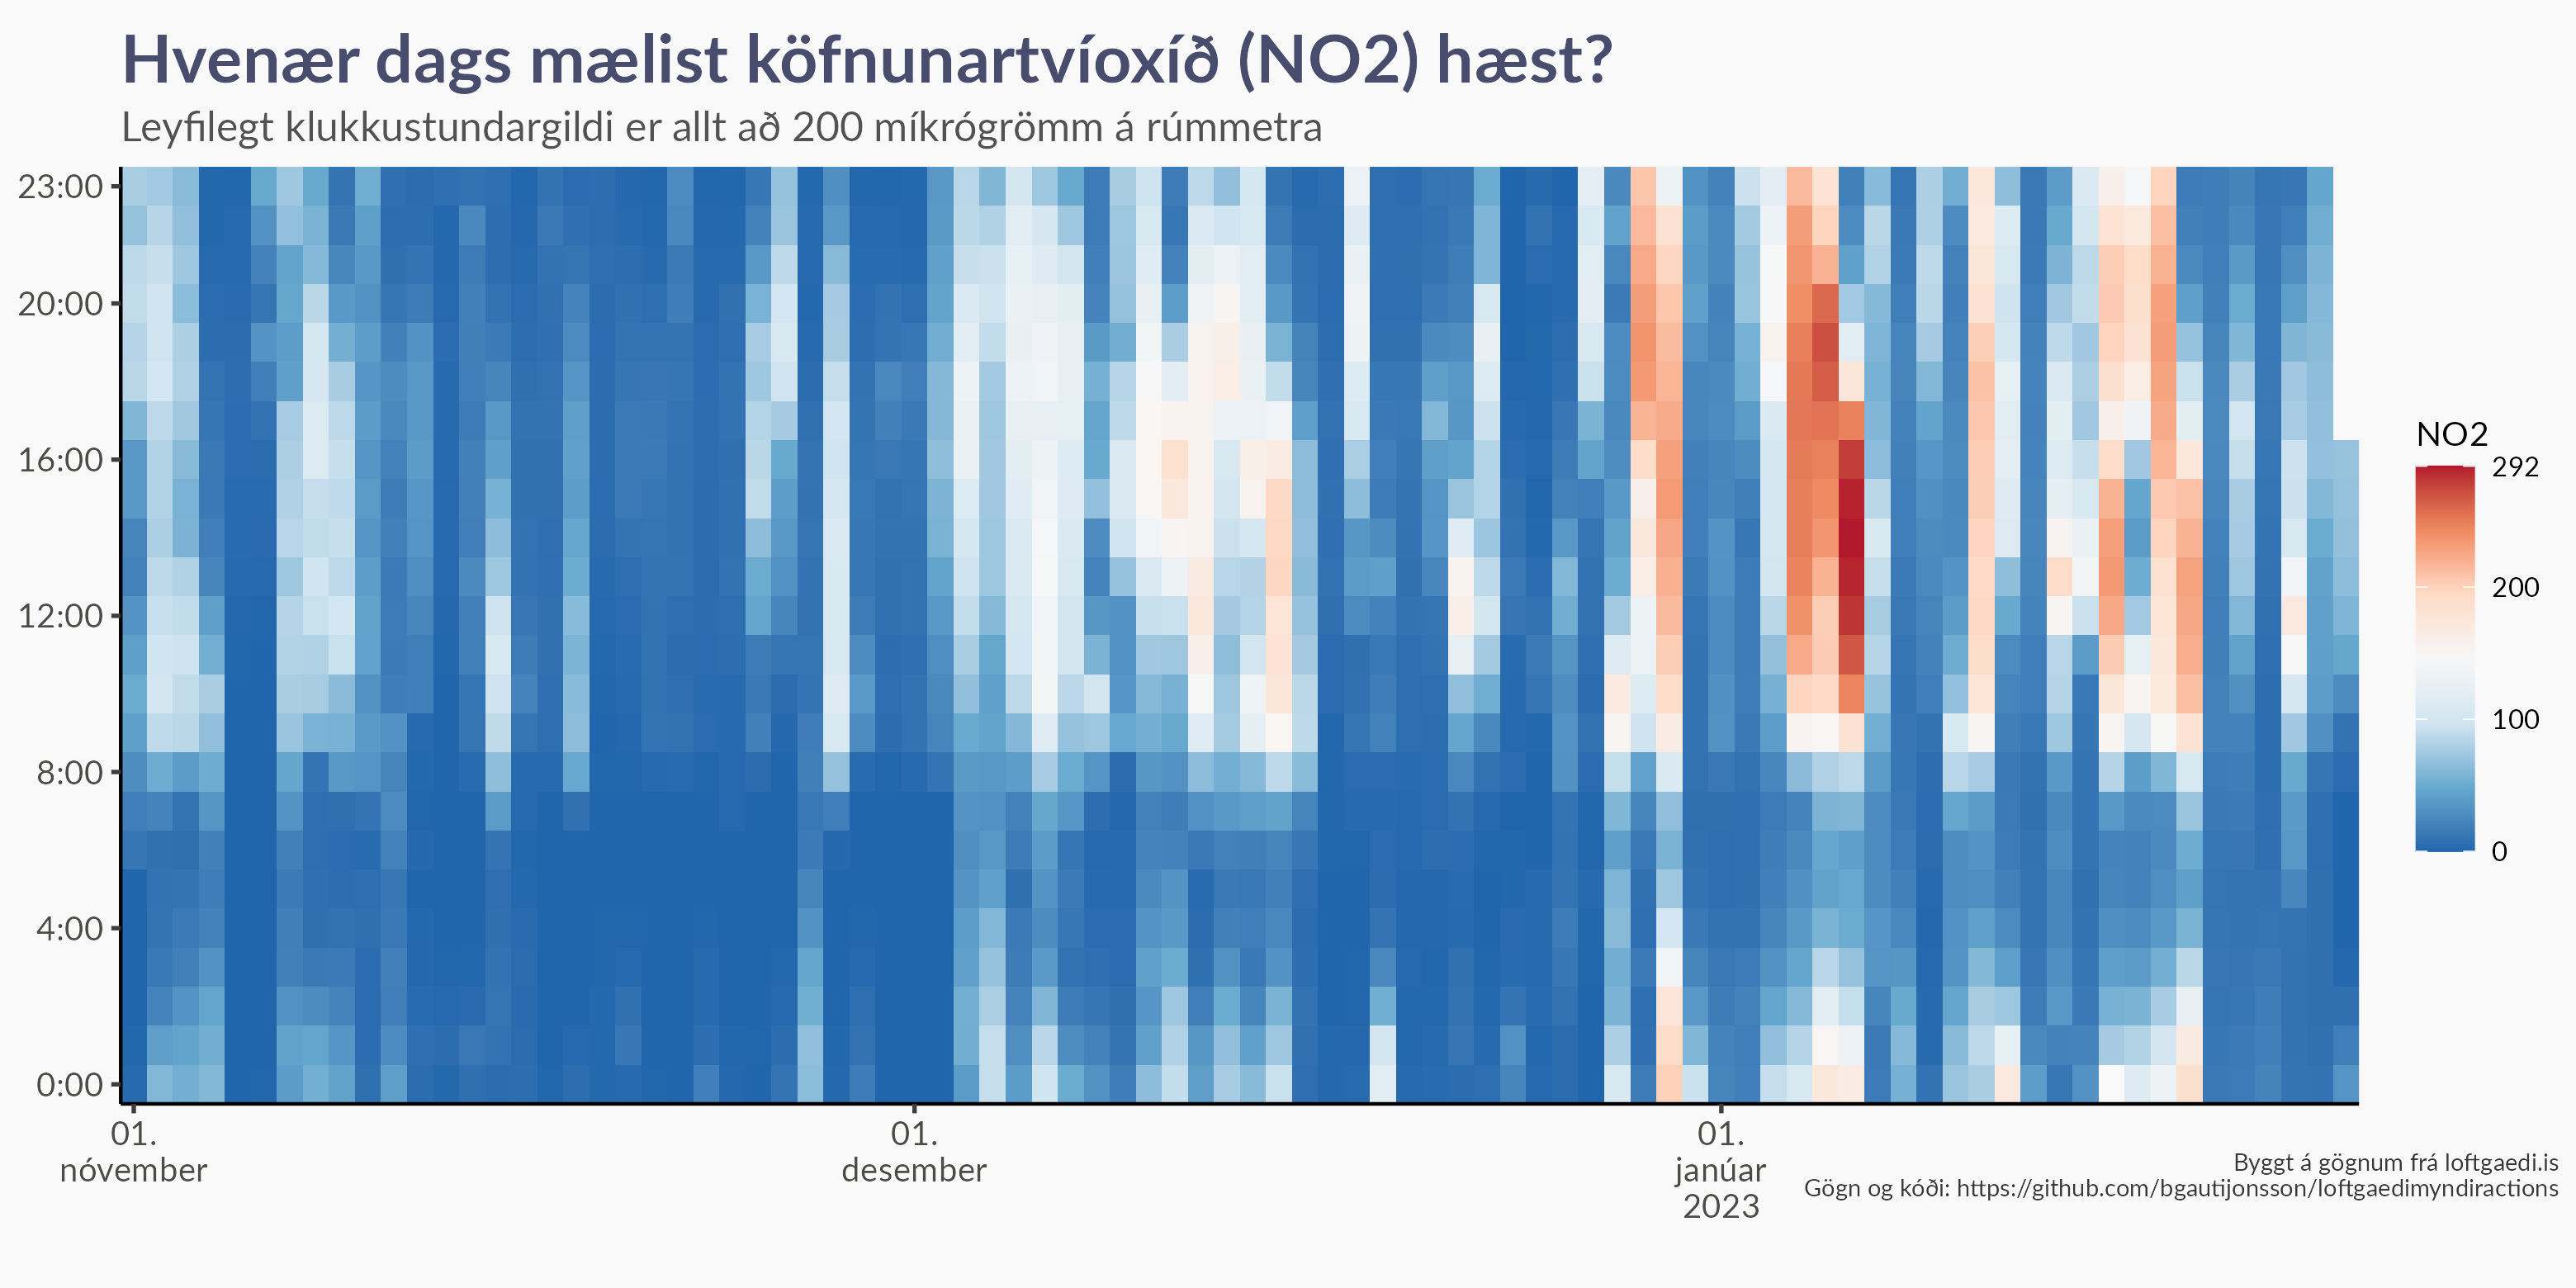 Hvenær dags mælist köfnunartvíoxíð (NO2) hæst?
Leyfilegt klukkustundargildi er allt að 200 míkrógrömm á rúmmetra
23:00
20:00
16:00
12:00
8:00
4:00
0:00
01.
nóvember
01.
desember
01.
janúar
2023
NO2
292
200
100
0
Byggt á gögnum frá loftgaedi.is
Gögn og kóði: https://github.com/bgautijonsson/loftgaedimyndiractions